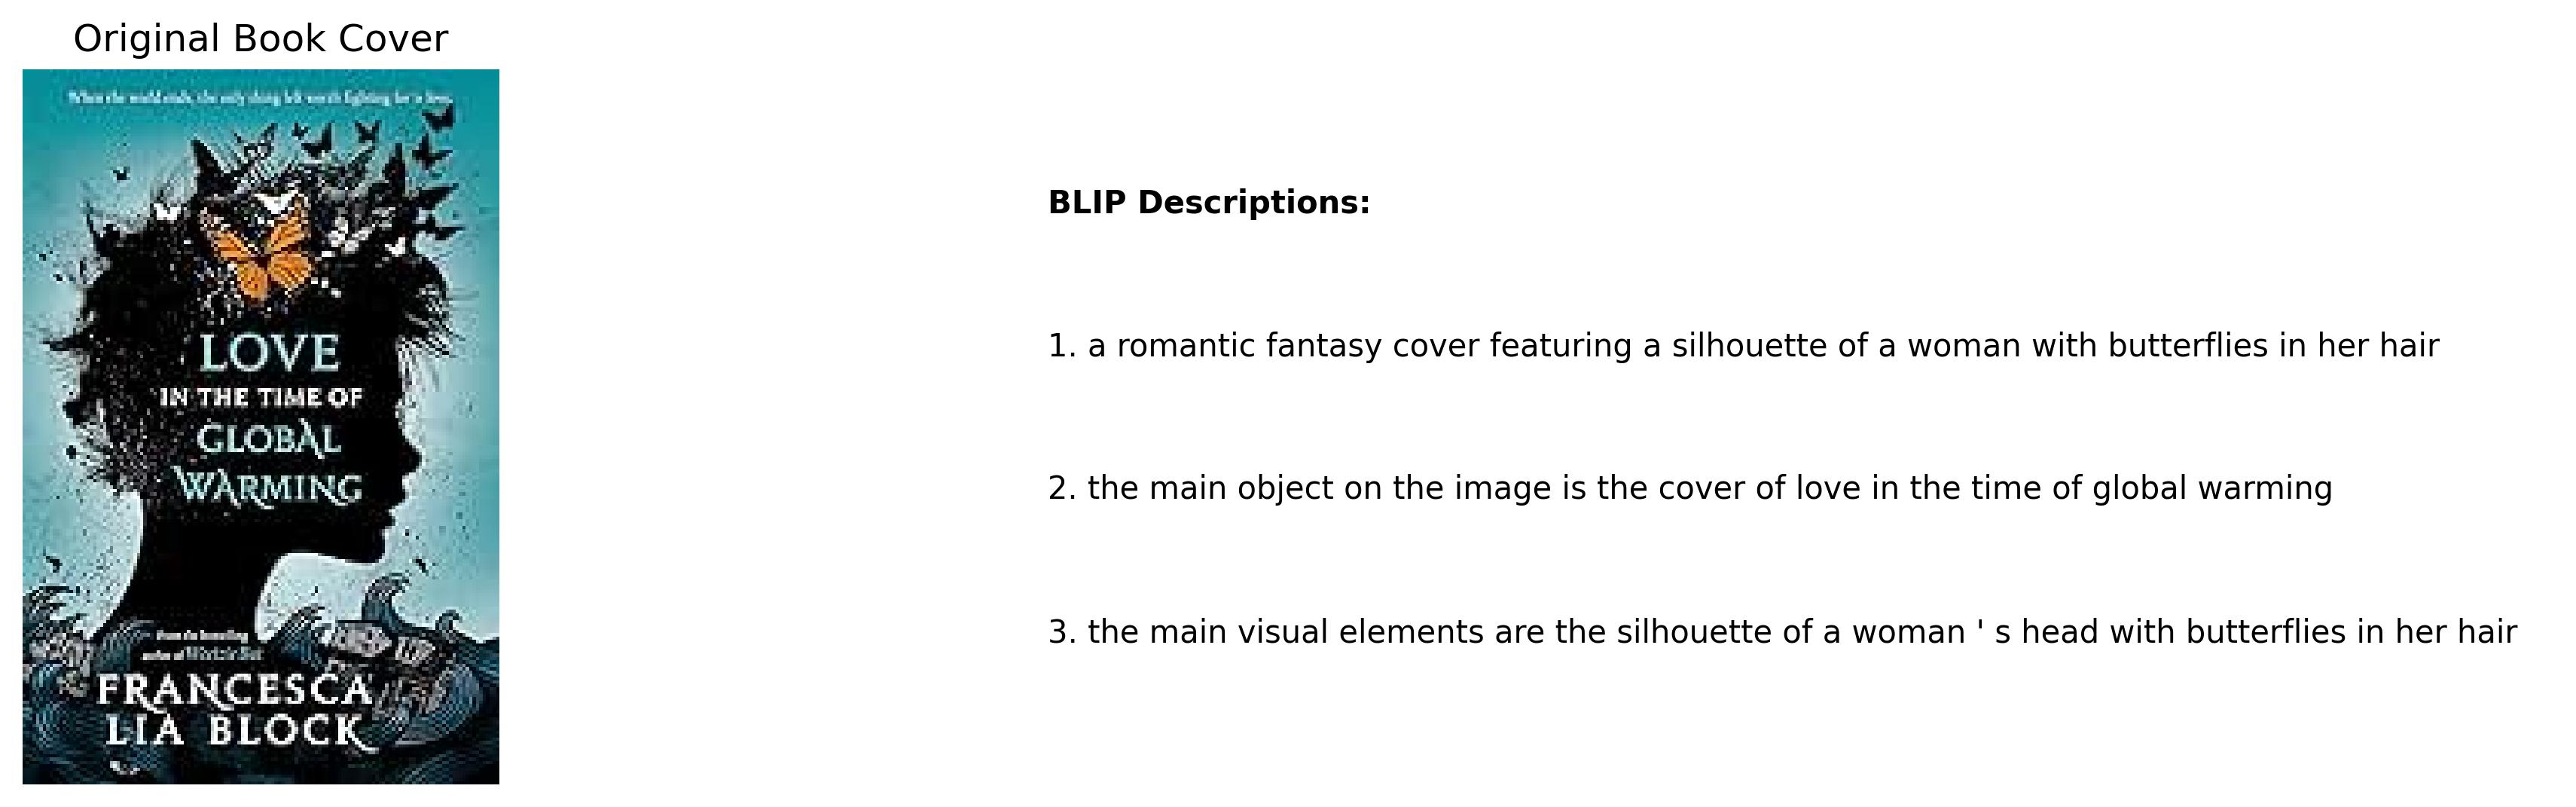 Original Book Cover
When the world ends, the only thing left worth fighting for is love.
LOVE
IN THE TIME OF
GLOBAL
WARMING
from the bestselling
author of
FRANCESCA
LIA BLOCK
BLIP Descriptions:
1. a romantic fantasy cover featuring a silhouette of a woman with butterflies in her hair
2. the main object on the image is the cover of love in the time of global warming
3. the main visual elements are the silhouette of a woman ' s head with butterflies in her hair